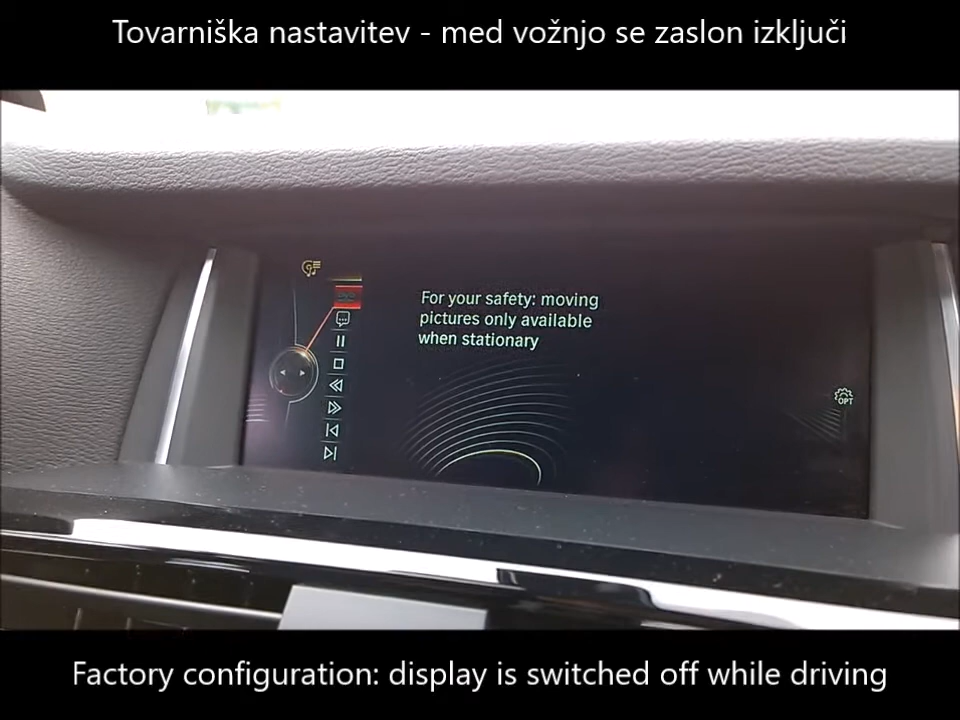 Tovarniška nastavitev - med vožnjo se zaslon izključi
For your safety: moving
pictures only available
when stationary
OPT
Factory configuration: display is switched off while driving